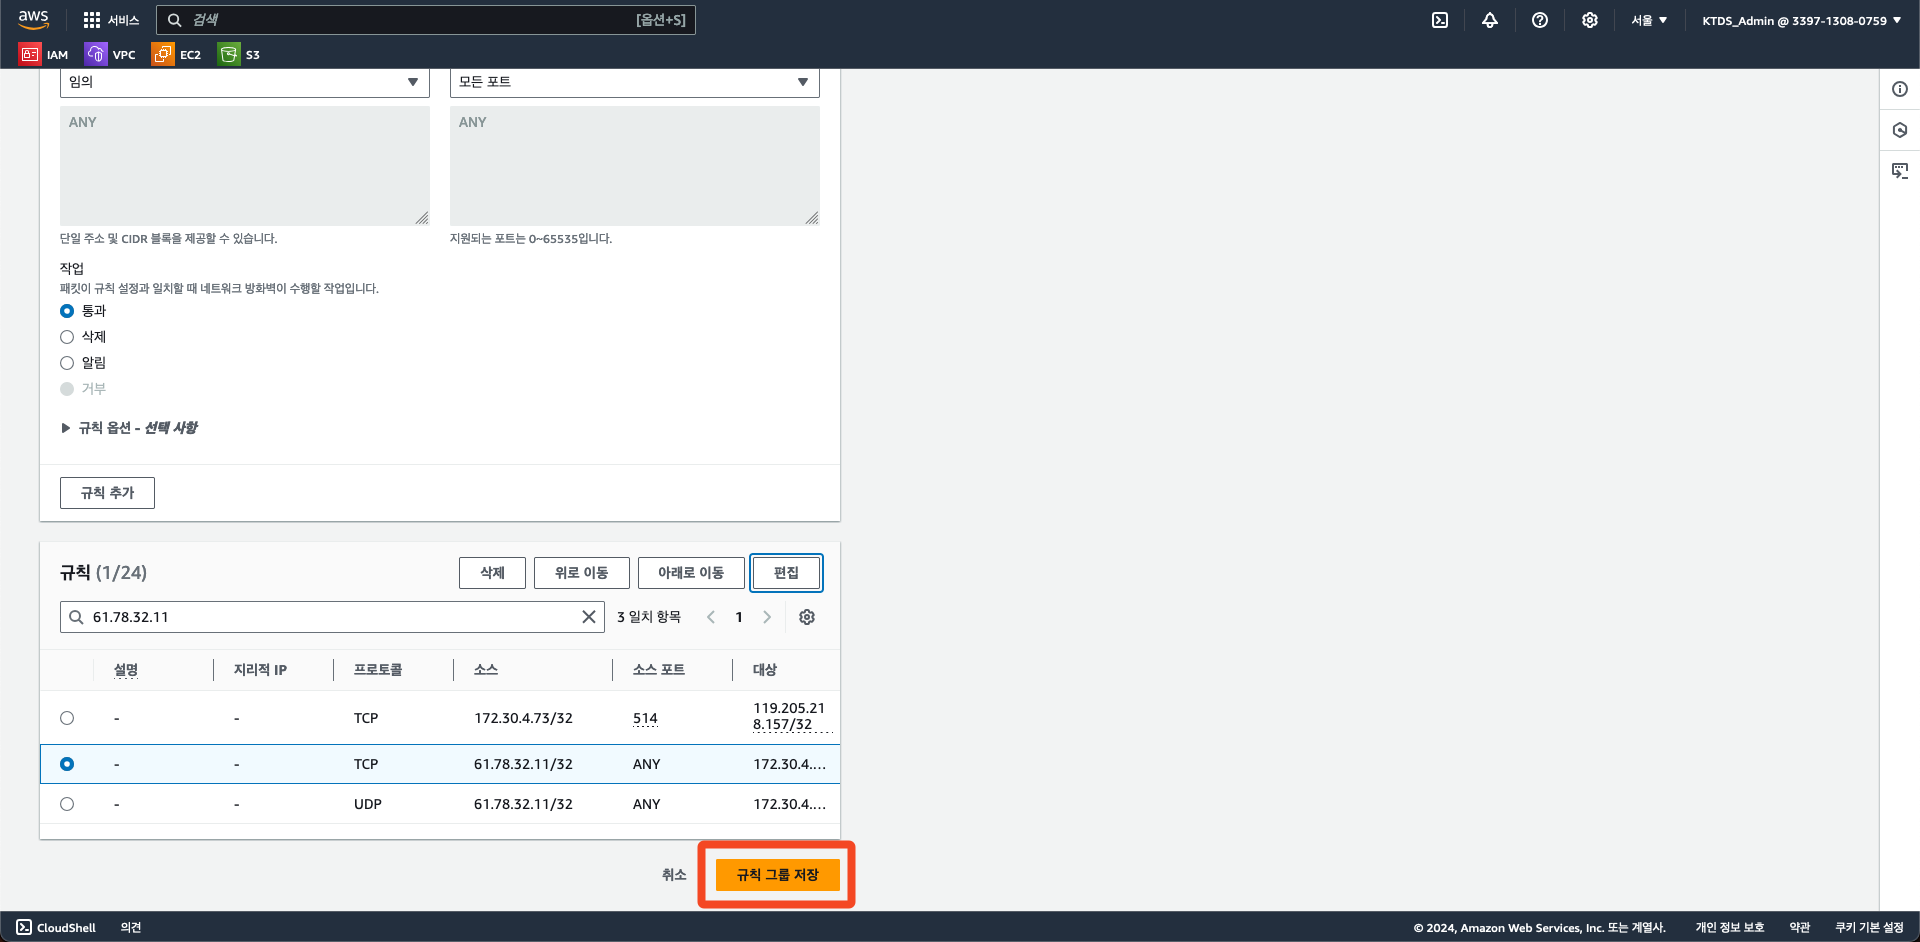 aws
서비스
검색
[옵션+S]
서울 ▼
KTDS_Admin @ 3397-1308-0759 ▼
IAM
VPC
EC2
S3
임의
모든 포트
ANY
ANY
단일 주소 및 CIDR 블록을 제공할 수 있습니다.
지원되는 포트는 0~65535입니다.
작업
패킷이 규칙 설정과 일치할 때 네트워크 방화벽이 수행할 작업입니다.
통과
삭제
알림
거부
▶ 규칙 옵션 - 선택 사항
규칙 추가
규칙 (1/24)
삭제
위로 이동
아래로 이동
편집
61.78.32.11
3 일치 항목
1
설명 지리적 IP 프로토콜 소스 소스 포트 대상
- - TCP 172.30.4.73/32 514 119.205.21
8.157/32
- - TCP 61.78.32.11/32 ANY 172.30.4....
- - UDP 61.78.32.11/32 ANY 172.30.4....
취소
규칙 그룹 저장
CloudShell
의견
© 2024, Amazon Web Services, Inc. 또는 계열사.
개인 정보 보호
약관
쿠키 기본 설정